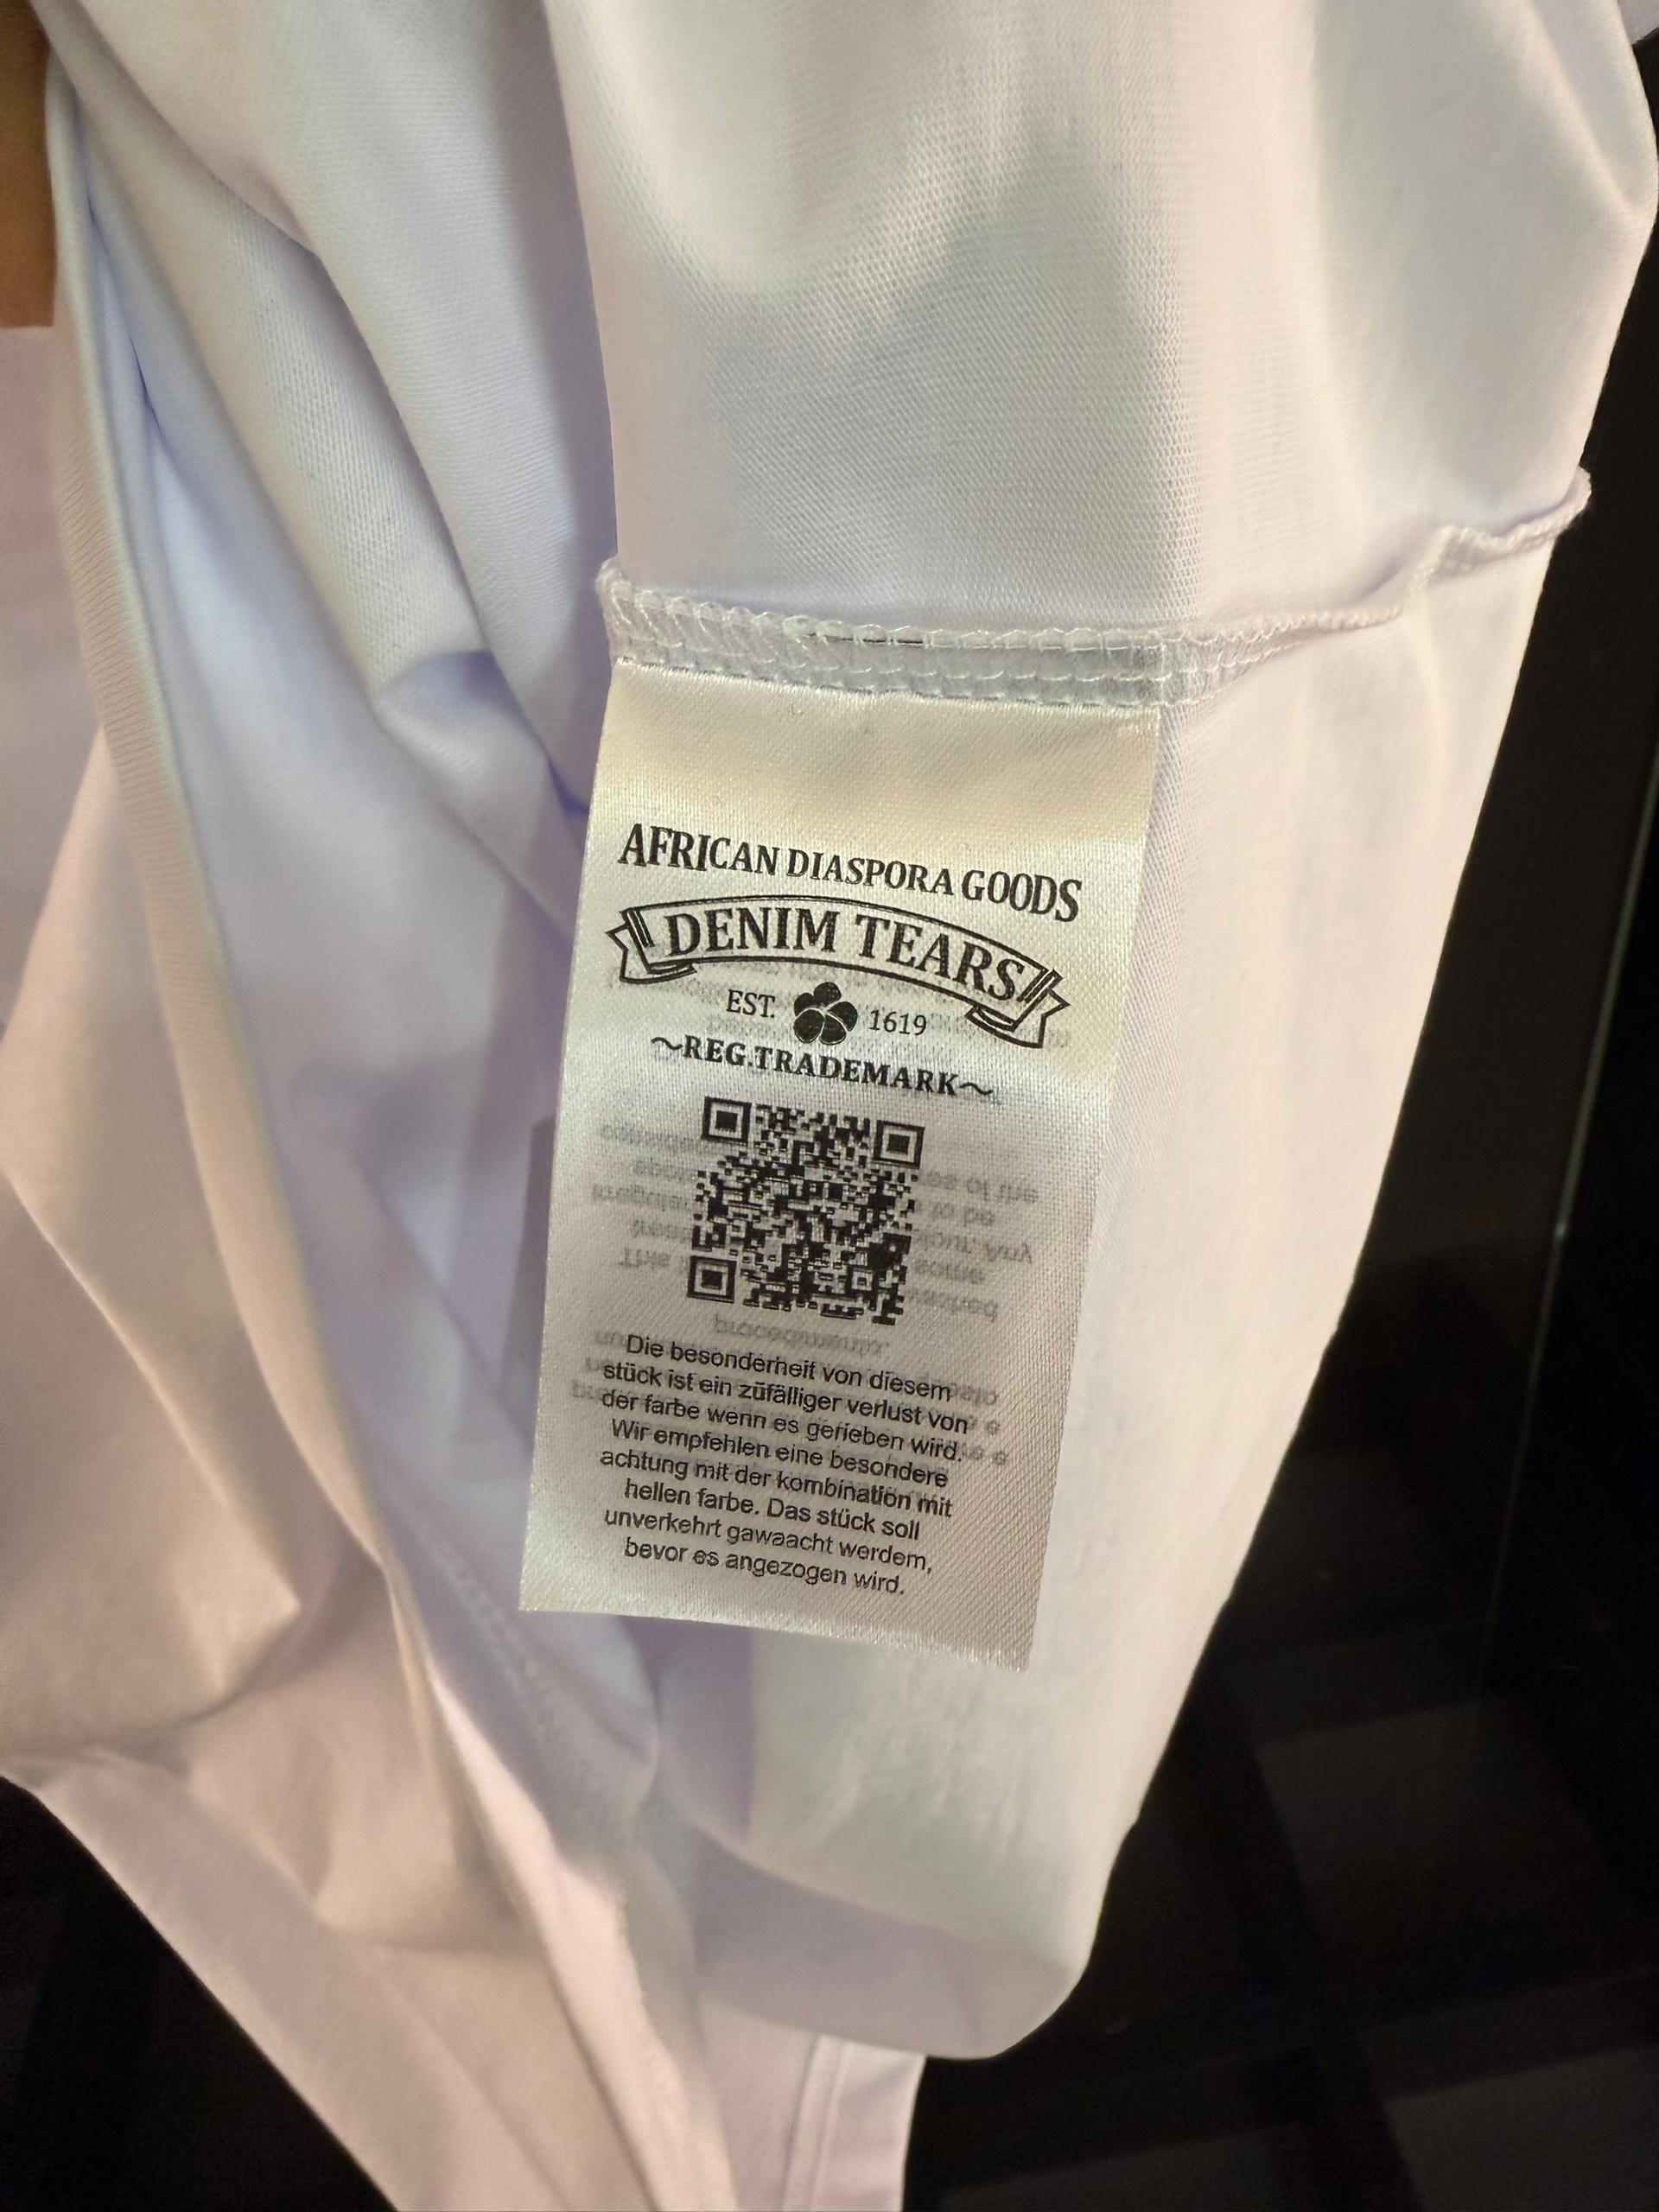 AFRICAN DIASPORA GOODS
DENIM TEARS
EST. 1619
~REG.TRADEMARK~
Die besonderheit von diesem
stück ist ein züfälliger verlust von
der farbe wenn es gerieben wird.
Wir empfehlen eine besondere
achtung mit der kombination mit
hellen farbe. Das stück soll
unverkehrt gawaacht werdem,
bevor es angezogen wird.